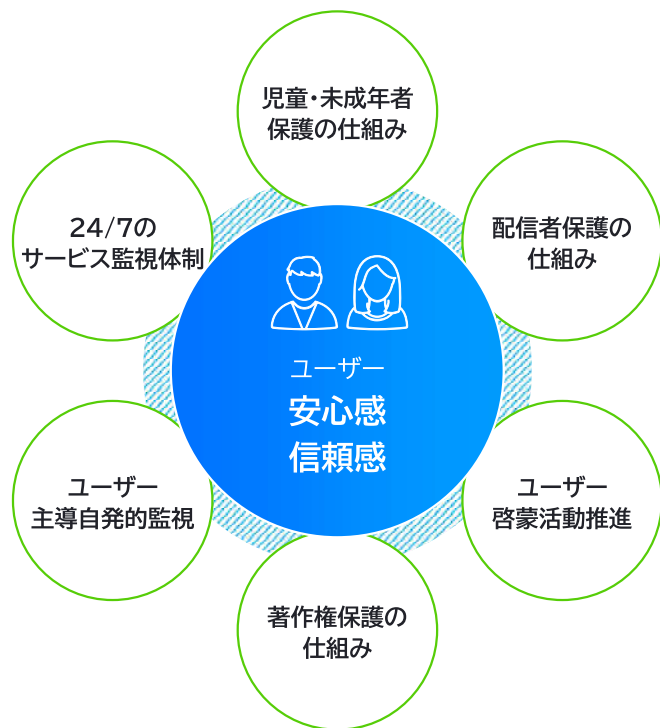 児童・未成年者
保護の仕組み
配信者保護の
仕組み
ユーザー
啓蒙活動推進
著作権保護の
仕組み
ユーザー
主導自発的監視
24/7の
サービス監視体制
ユーザー
安心感
信頼感